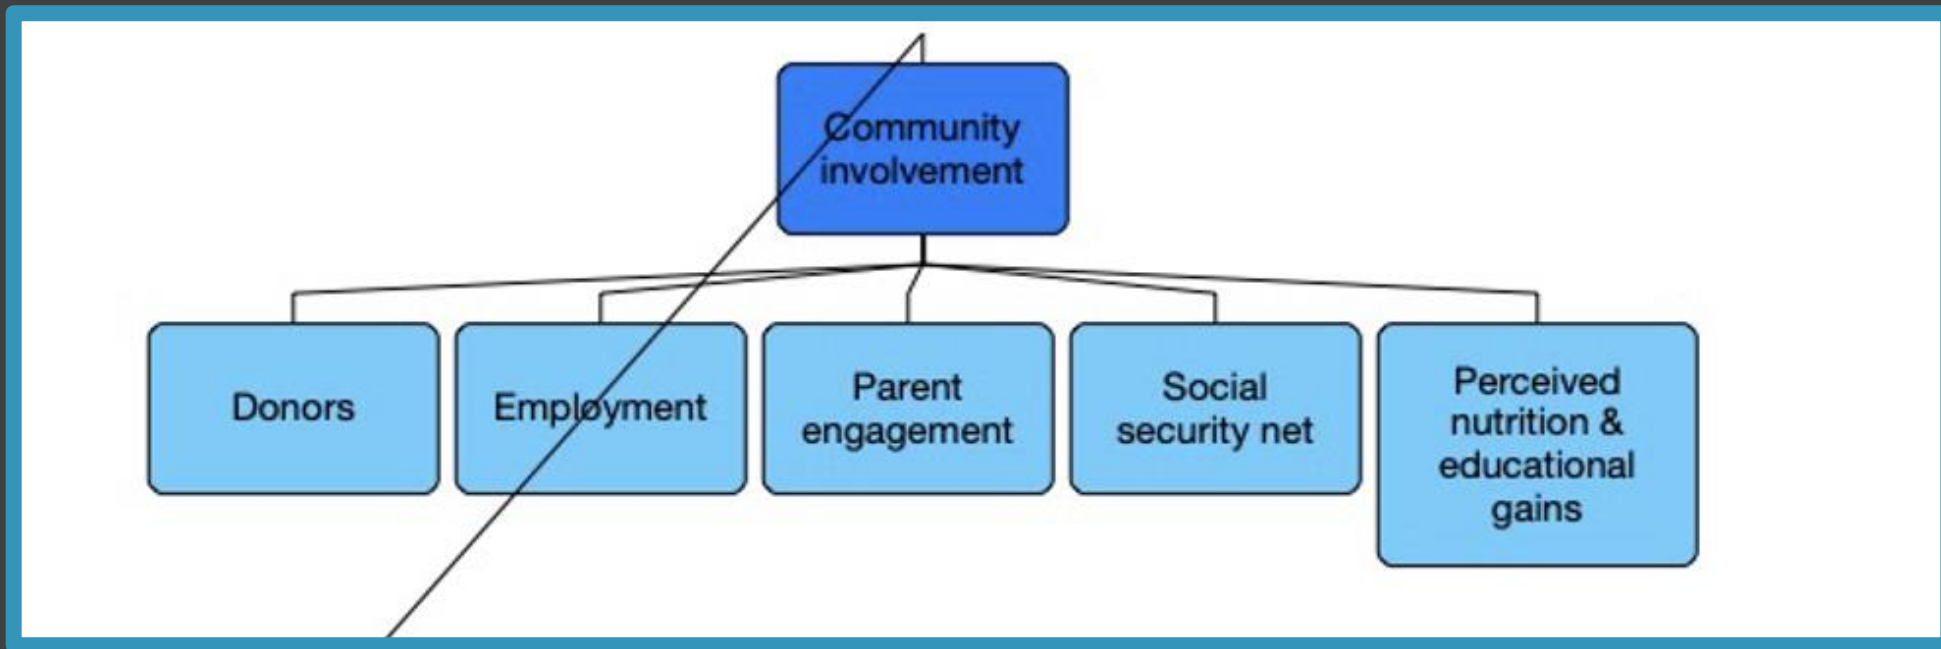 Community
involvement
Donors
Employment
Parent
engagement
Social
security net
Perceived
nutrition &
educational
gains